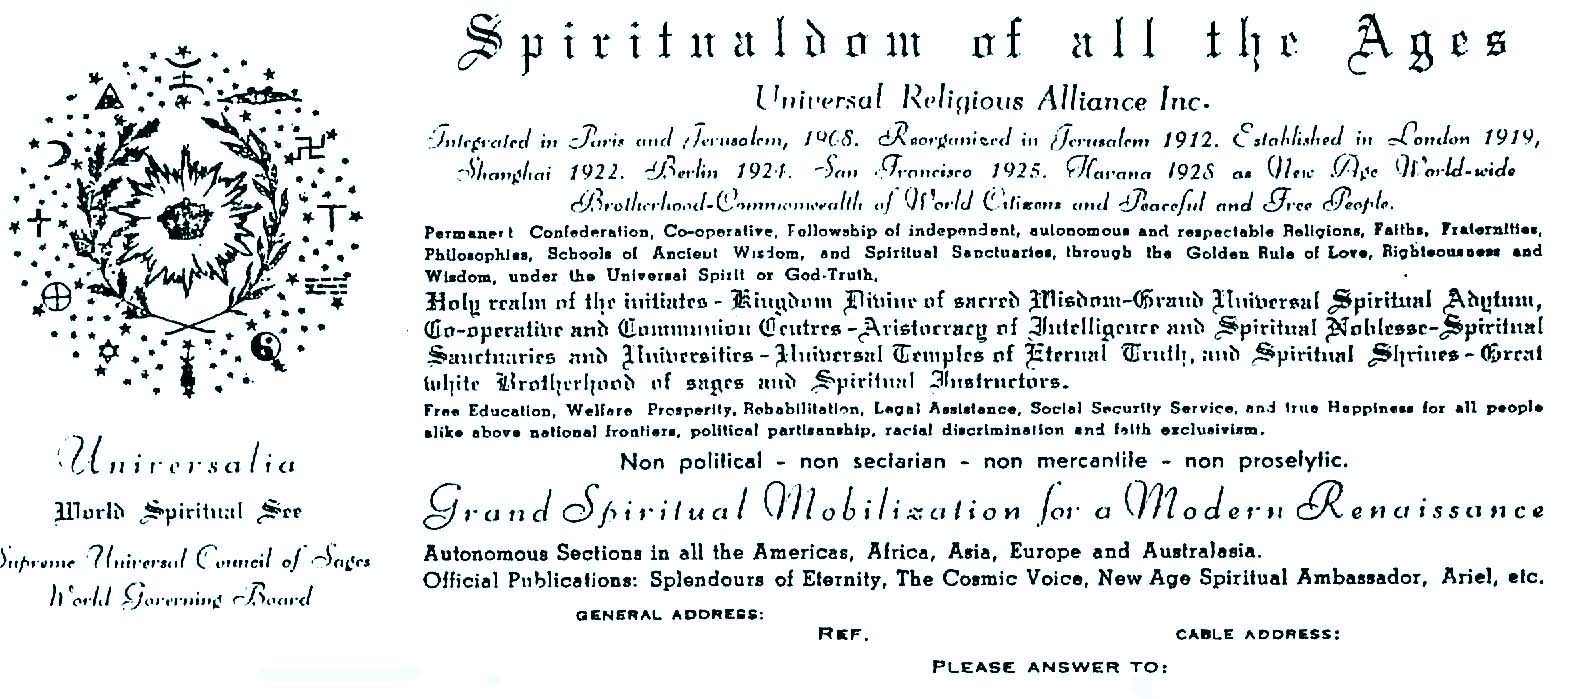 Spiritualdom of all the Ages
Universal Religious Alliance Inc.
Integrated in Paris and Jerusalem, 1908. Reorganized in Jerusalem 1912. Established in London 1919,
Shanghai 1922. Berlin 1924. San Francisco 1925. Havana 1928 as New Age World-wide
Brotherhood-Commonwealth of World Citizens and Peaceful and Free People.
Permanent Confederation, Co-operative, Fellowship of independent, autonomous and respectable Religions, Faiths, Fraternities,
Philosophies, Schools of Ancient Wisdom, and Spiritual Sanctuaries, through the Golden Rule of Love, Righteousness and
Wisdom, under the Universal Spirit or God-Truth,
Holy realm of the initiates - Kingdom Divine of sacred Wisdom-Grand Universal Spiritual Adytum,
Co-operative and Communion Centres - Aristocracy of Intelligence and Spiritual Noblesse-Spiritual
Sanctuaries and Universities - Universal Temples of Eternal Truth, and Spiritual Shrines - Great
white Brotherhood of sages and Spiritual Instructors.
Free Education, Welfare Prosperity, Rehabilitation, Legal Assistance, Social Security Service, and true Happiness for all people
alike above national frontiers, political partisanship, racial discrimination and faith exclusivism.
Non political - non sectarian - non mercantile - non proselytic.
Grand Spiritual Mobilization for a Modern Renaissance
Autonomous Sections in all the Americas, Africa, Asia, Europe and Australasia.
Official Publications: Splendours of Eternity, The Cosmic Voice, New Age Spiritual Ambassador, Ariel, etc.
GENERAL ADDRESS:
REF.
CABLE ADDRESS:
PLEASE ANSWER TO:
Universalia
World Spiritual See
Supreme Universal Council of Sages
World Governing Board